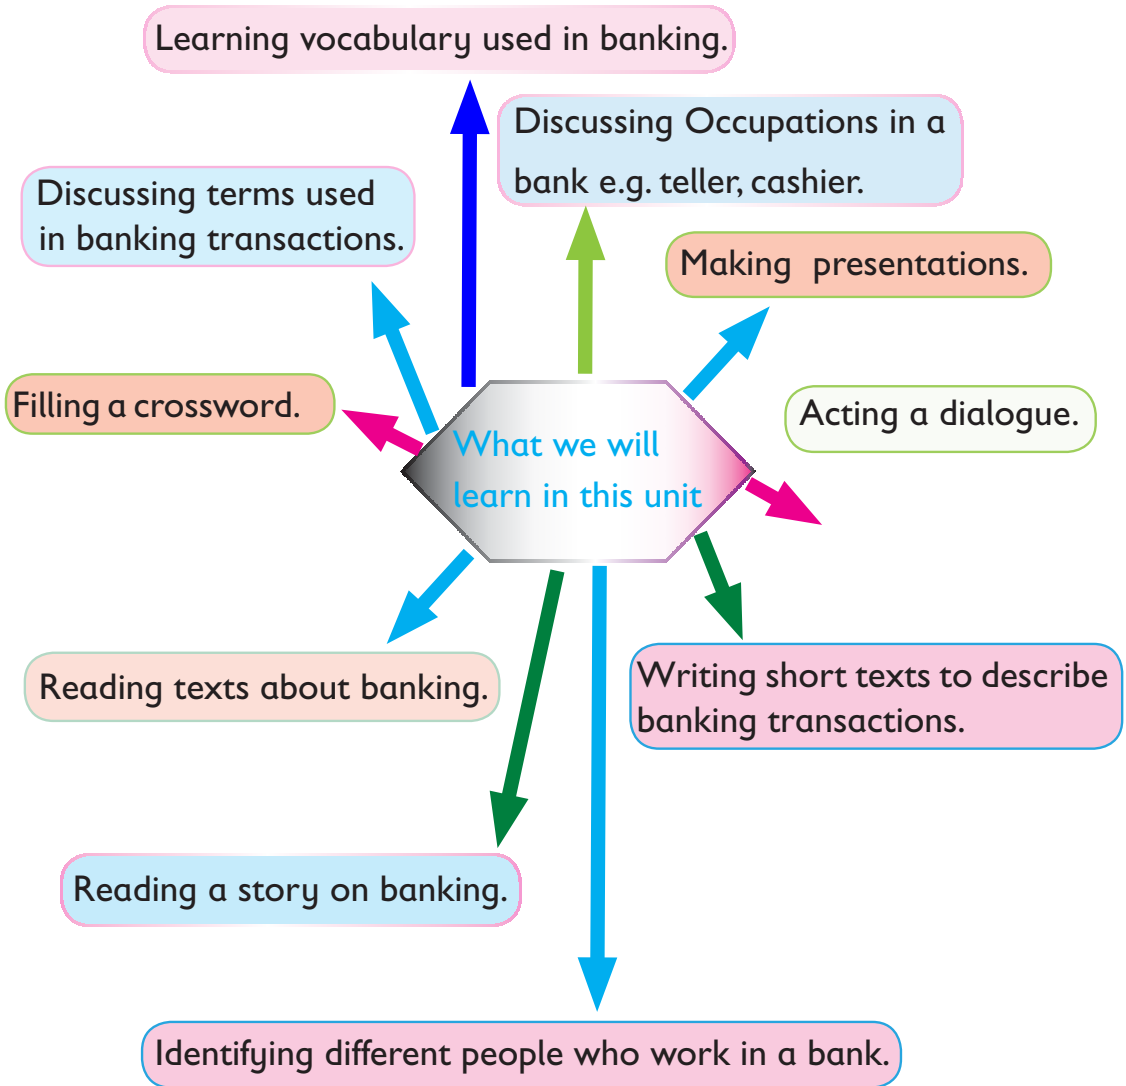 Learning vocabulary used in banking.
Discussing Occupations in a
bank e.g. teller, cashier.
Discussing terms used
in banking transactions.
Making presentations.
Filling a crossword.
Acting a dialogue.
What we will
learn in this unit
Reading texts about banking.
Writing short texts to describe
banking transactions.
Reading a story on banking.
Identifying different people who work in a bank.